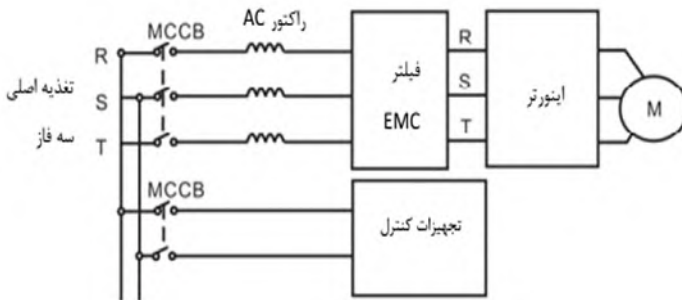 راکتور AC
MCCB
R
تغذیه اصلی
S
سه فاز
T
فیلتر
EMC
R
S
T
اینورتر
M
MCCB
تجهیزات کنترل